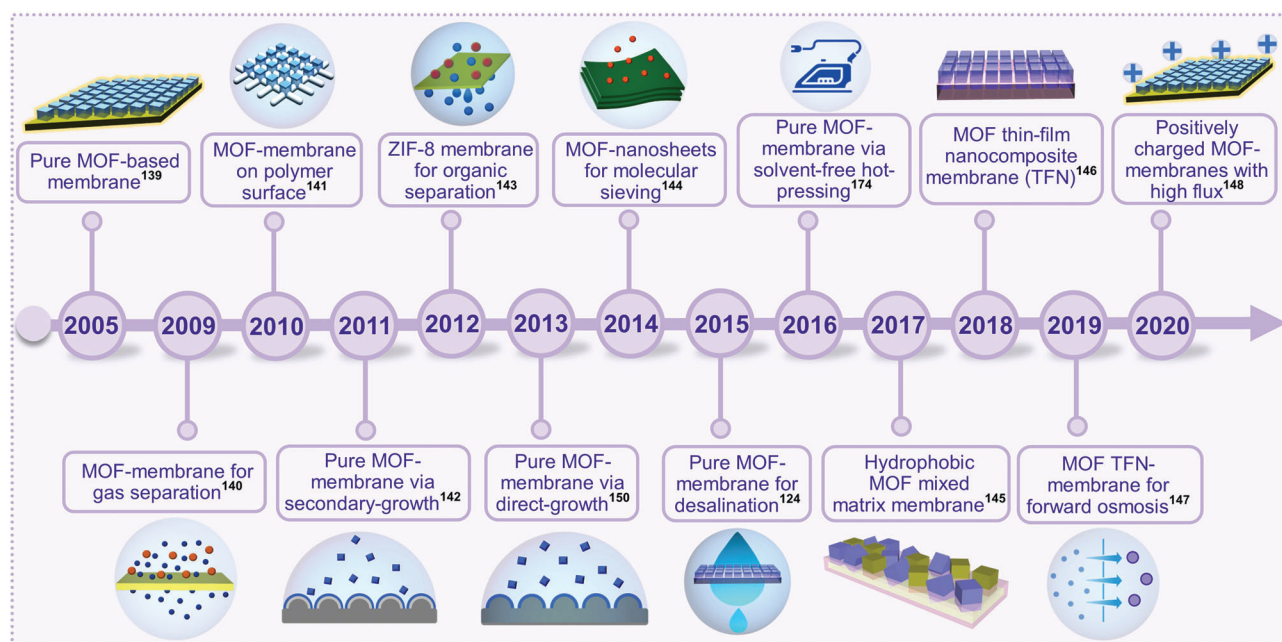 Pure MOF-based
membrane139
MOF-membrane
on polymer
surface141
ZIF-8 membrane
for organic
separation143
MOF-nanosheets
for molecular
sieving144
Pure MOF-
membrane via
solvent-free hot-
pressing174
MOF thin-film
nanocomposite
membrane (TFN)146
Positively
charged MOF-
membranes with
high flux148
2005 2009 2010 2011 2012 2013 2014 2015 2016 2017 2018 2019 2020
MOF-membrane for
gas separation140
Pure MOF-
membrane via
secondary-growth142
Pure MOF-
membrane via
direct-growth150
Pure MOF-
membrane for
desalination124
Hydrophobic
MOF mixed
matrix membrane145
MOF TFN-
membrane for
forward osmosis147